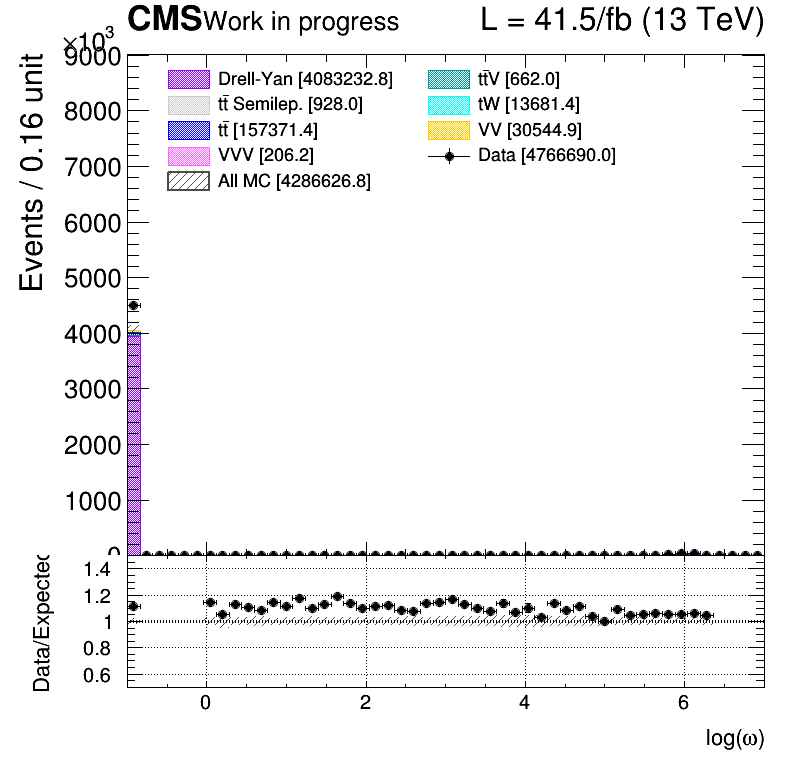 CMS Work in progress L = 41.5/fb (13 TeV)
×10³
Events / 0.16 unit
9000
8000
7000
6000
5000
4000
3000
2000
1000
0
Drell-Yan [4083232.8]
tt̄ Semilep. [928.0]
tt̄ [157371.4]
VVV [206.2]
All MC [4286626.8]
tt̄V [662.0]
tW [13681.4]
VV [30544.9]
Data [4766690.0]
Data/Expected
1.4
1.2
1
0.8
0.6
0 2 4 6
log(ω)